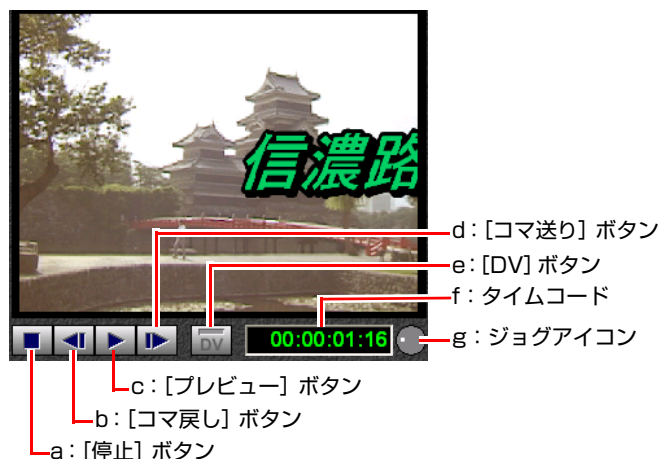 信濃路
d：[コマ送り] ボタン
e：[DV] ボタン
f：タイムコード
DV 00:00:01:16
g：ジョグアイコン
c：[プレビュー] ボタン
b：[コマ戻し] ボタン
a：[停止] ボタン